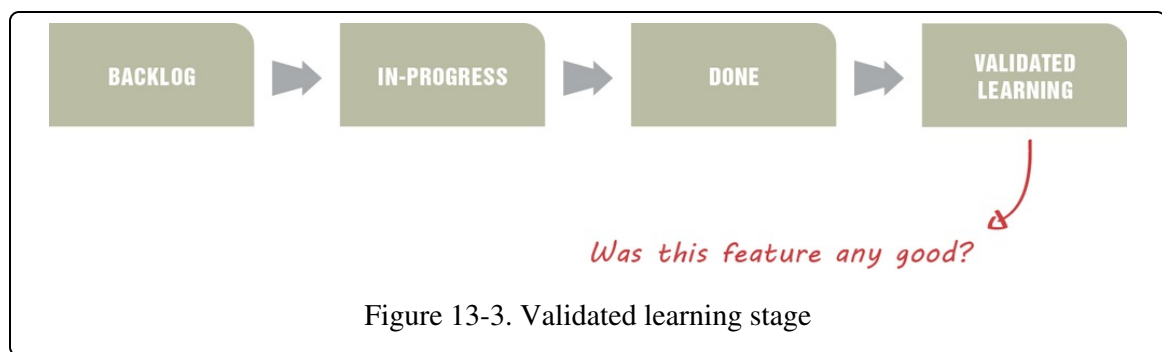 BACKLOG
IN-PROGRESS
DONE
VALIDATED
LEARNING
Was this feature any good?
Figure 13-3. Validated learning stage